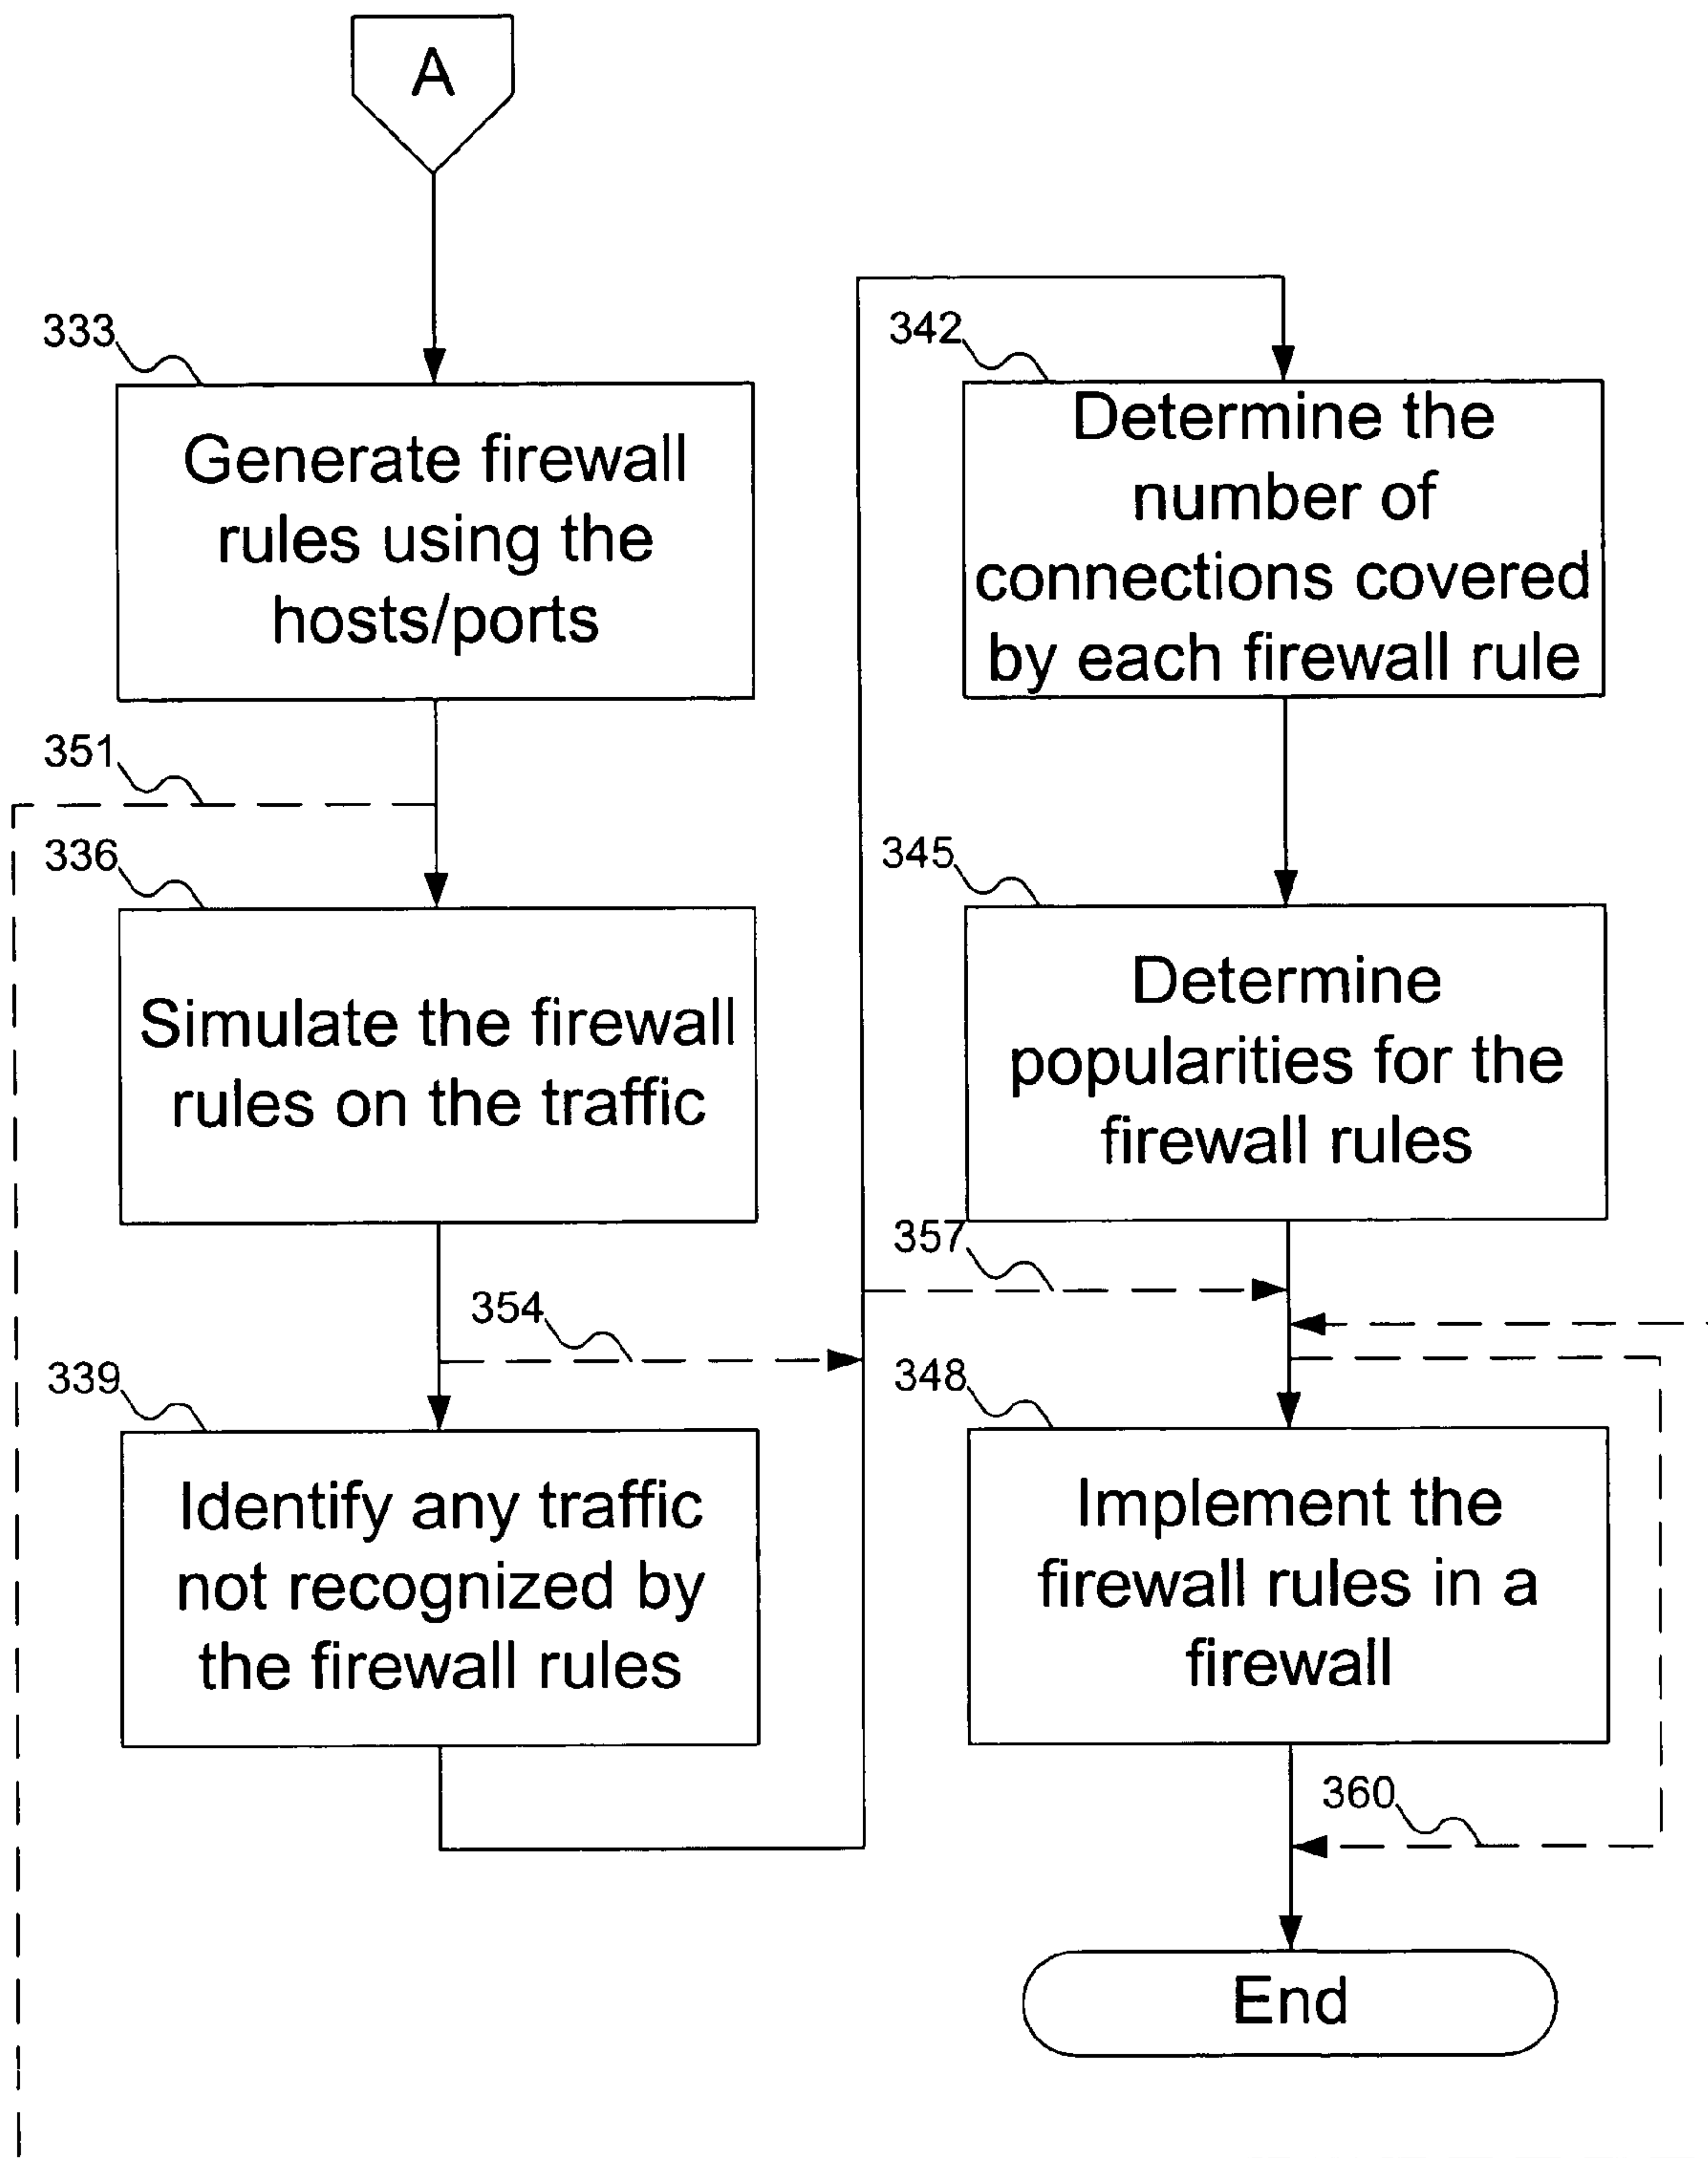 A
333
Generate firewall
rules using the
hosts/ports
351
336
Simulate the firewall
rules on the traffic
354
339
Identify any traffic
not recognized by
the firewall rules
342
Determine the
number of
connections covered
by each firewall rule
345
Determine
popularities for the
firewall rules
357
348
Implement the
firewall rules in a
firewall
360
End